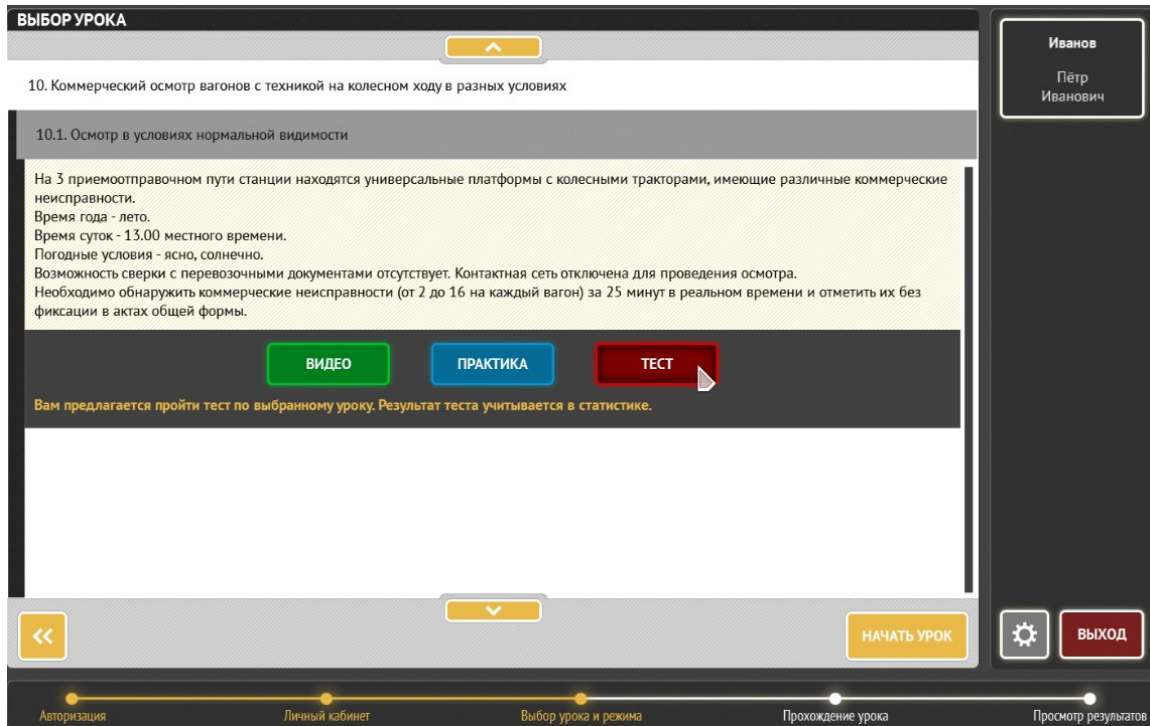 ВЫБОР УРОКА
Иванов
Пётр
Иванович
10. Коммерческий осмотр вагонов с техникой на колесном ходу в разных условиях
10.1. Осмотр в условиях нормальной видимости
На 3 приемоотправочном пути станции находятся универсальные платформы с колесными тракторами, имеющие различные коммерческие
неисправности.
Время года - лето.
Время суток - 13.00 местного времени.
Погодные условия - ясно, солнечно.
Возможность сверки с перевозочными документами отсутствует. Контактная сеть отключена для проведения осмотра.
Необходимо обнаружить коммерческие неисправности (от 2 до 16 на каждый вагон) за 25 минут в реальном времени и отметить их без
фиксации в актах общей формы.
ВИДЕО
ПРАКТИКА
ТЕСТ
Вам предлагается пройти тест по выбранному уроку. Результат теста учитывается в статистике.
НАЧАТЬ УРОК
ВЫХОД
Авторизация
Личный кабинет
Выбор урока и режима
Прохождение урока
Просмотр результатов